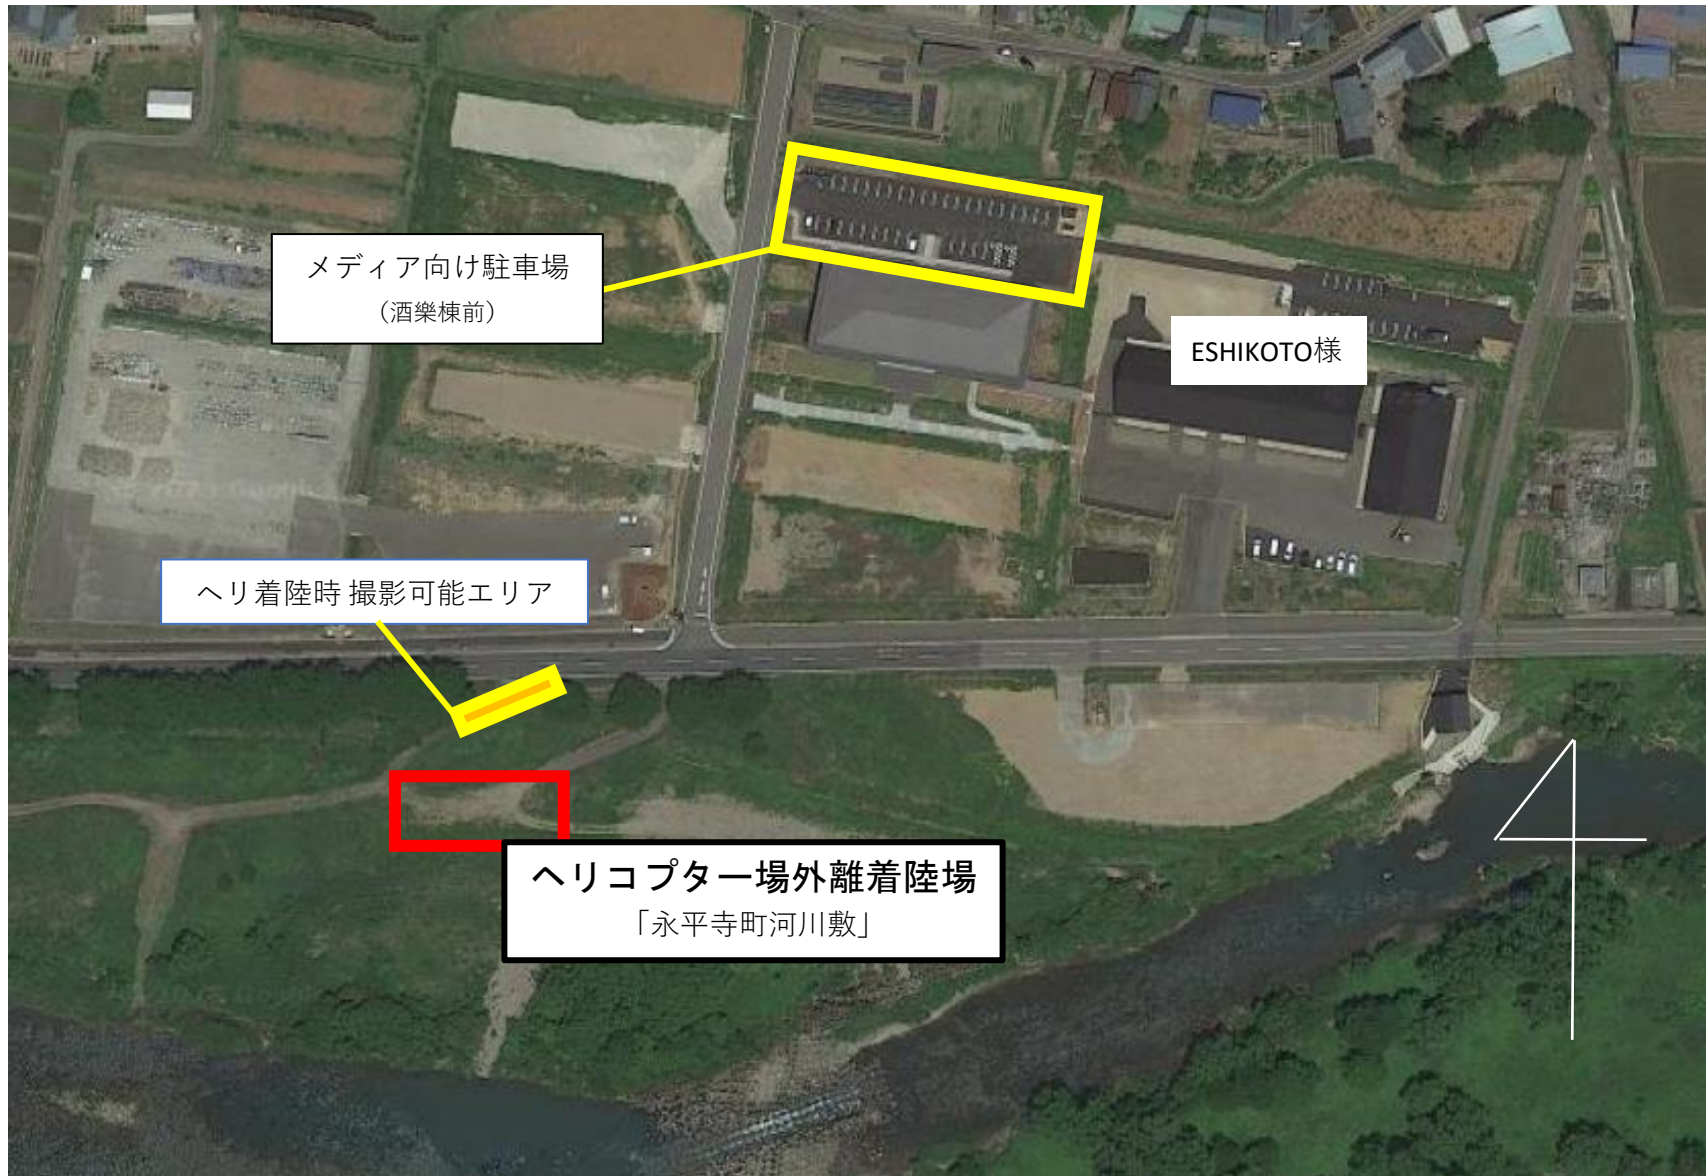 メディア向け駐車場
（酒樂棟前）
ESHIKOTO様
ヘリ着陸時 撮影可能エリア
ヘリコプター場外離着陸場
「永平寺町河川敷」